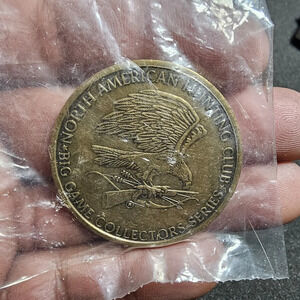 NORTH AMERICAN HUNTING CLUB
BIG GAME COLLECTORS SERIES